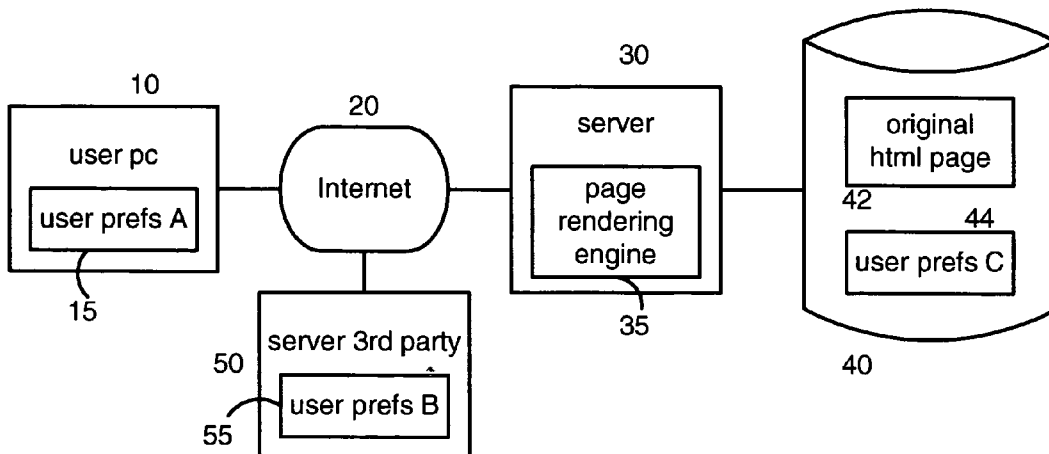 10
user pc
user prefs A
15
20
Internet
50
server 3rd party
user prefs B
55
30
server
page
rendering
engine
35
original
html page
42
44
user prefs C
40